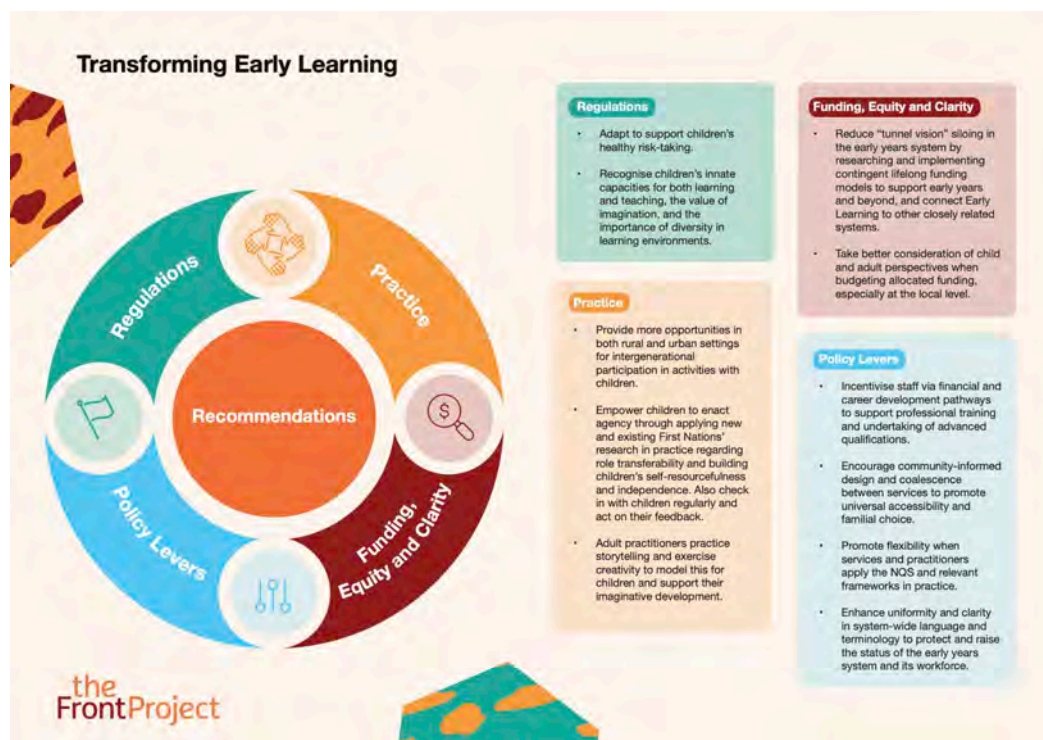 Transforming Early Learning
Regulations
Practice
Recommendations
Policy Levers
Funding,
Equity and Clarity
$
the
FrontProject
Regulations
• Adapt to support children's
healthy risk-taking.
• Recognise children's innate
capacities for both learning
and teaching, the value of
imagination, and the
importance of diversity in
learning environments.
Practice
• Provide more opportunities in
both rural and urban settings
for intergenerational
participation in activities with
children.
• Empower children to enact
agency through applying new
and existing First Nations'
research in practice regarding
role transferability and building
children's self-resourcefulness
and independence. Also check
in with children regularly and
act on their feedback.
• Adult practitioners practice
storytelling and exercise
creativity to model this for
children and support their
imaginative development.
Funding, Equity and Clarity
• Reduce "tunnel vision" siloing in
the early years system by
researching and implementing
contingent lifelong funding
models to support early years
and beyond, and connect Early
Learning to other closely related
systems.
• Take better consideration of child
and adult perspectives when
budgeting allocated funding,
especially at the local level.
Policy Levers
• Incentivise staff via financial and
career development pathways
to support professional training
and undertaking of advanced
qualifications.
• Encourage community-informed
design and coalescence
between services to promote
universal accessibility and
familial choice.
• Promote flexibility when
services and practitioners
apply the NQS and relevant
frameworks in practice.
• Enhance uniformity and clarity
in system-wide language and
terminology to protect and raise
the status of the early years
system and its workforce.